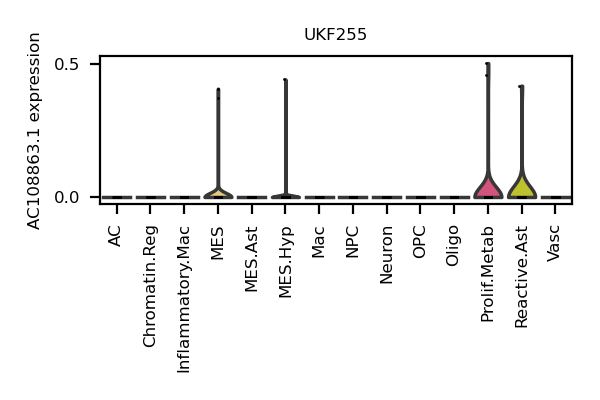 UKF255
AC108863.1 expression
0.5
0.0
AC
Chromatin.Reg
Inflammatory.Mac
MES
MES.Ast
MES.Hyp
Mac
NPC
Neuron
OPC
Oligo
Prolif.Metab
Reactive.Ast
Vasc